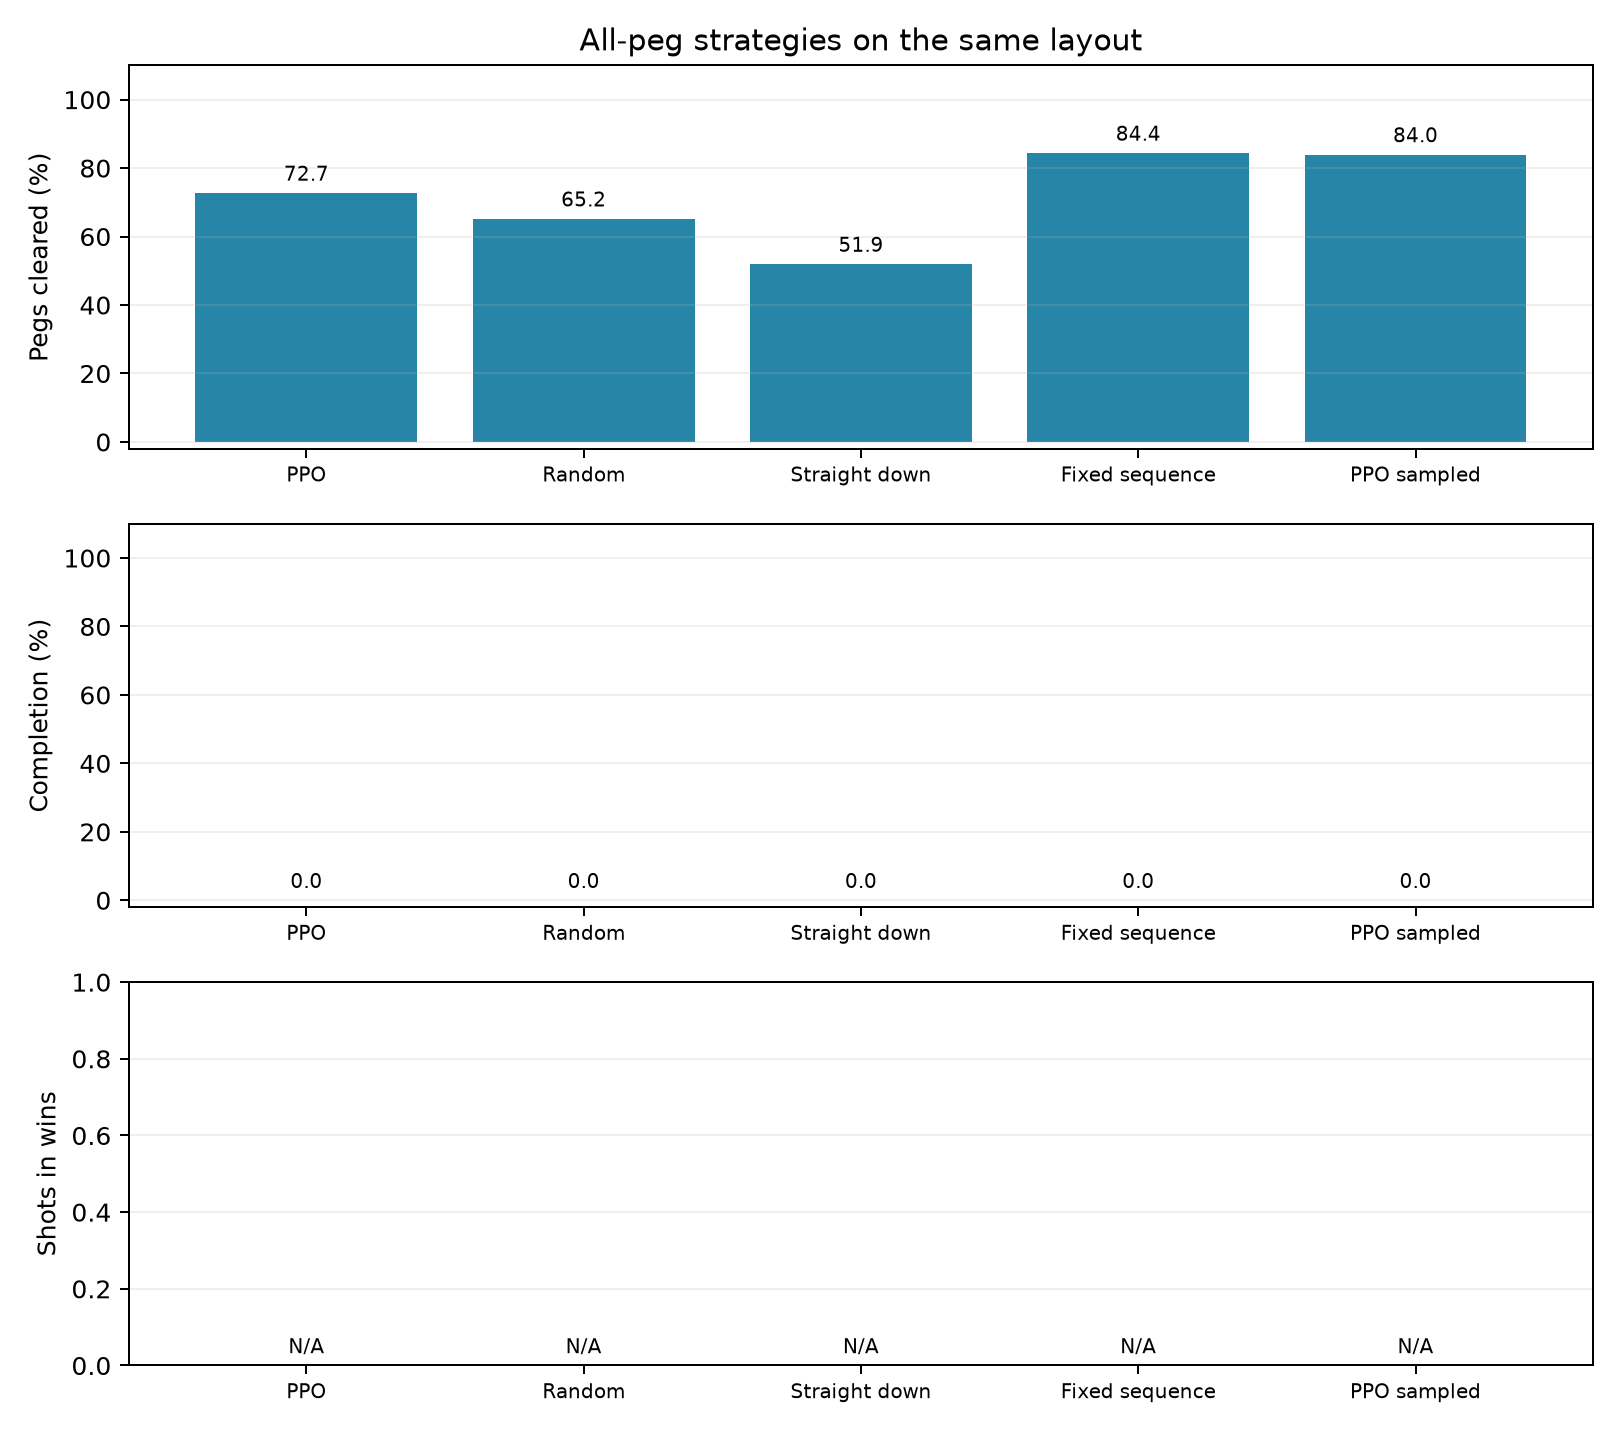 All-peg strategies on the same layout
Pegs cleared (%)
100
80
60
40
20
0
72.7
65.2
51.9
84.4
84.0
PPO Random Straight down Fixed sequence PPO sampled
Completion (%)
100
80
60
40
20
0
0.0 0.0 0.0 0.0 0.0
PPO Random Straight down Fixed sequence PPO sampled
Shots in wins
1.0
0.8
0.6
0.4
0.2
0.0
N/A N/A N/A N/A N/A
PPO Random Straight down Fixed sequence PPO sampled